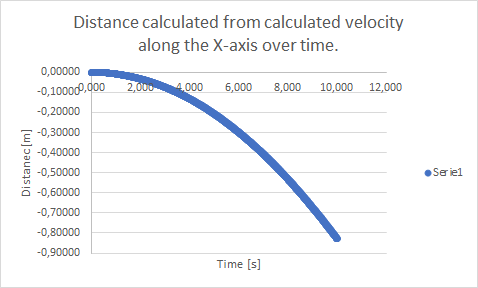 Distance calculated from calculated velocity
along the X-axis over time.
0,00000
0,000 2,000 4,000 6,000 8,000 10,000 12,000
-0,10000
-0,20000
-0,30000
-0,40000
-0,50000
-0,60000
-0,70000
-0,80000
-0,90000
Distanec [m]
Serie1
Time [s]